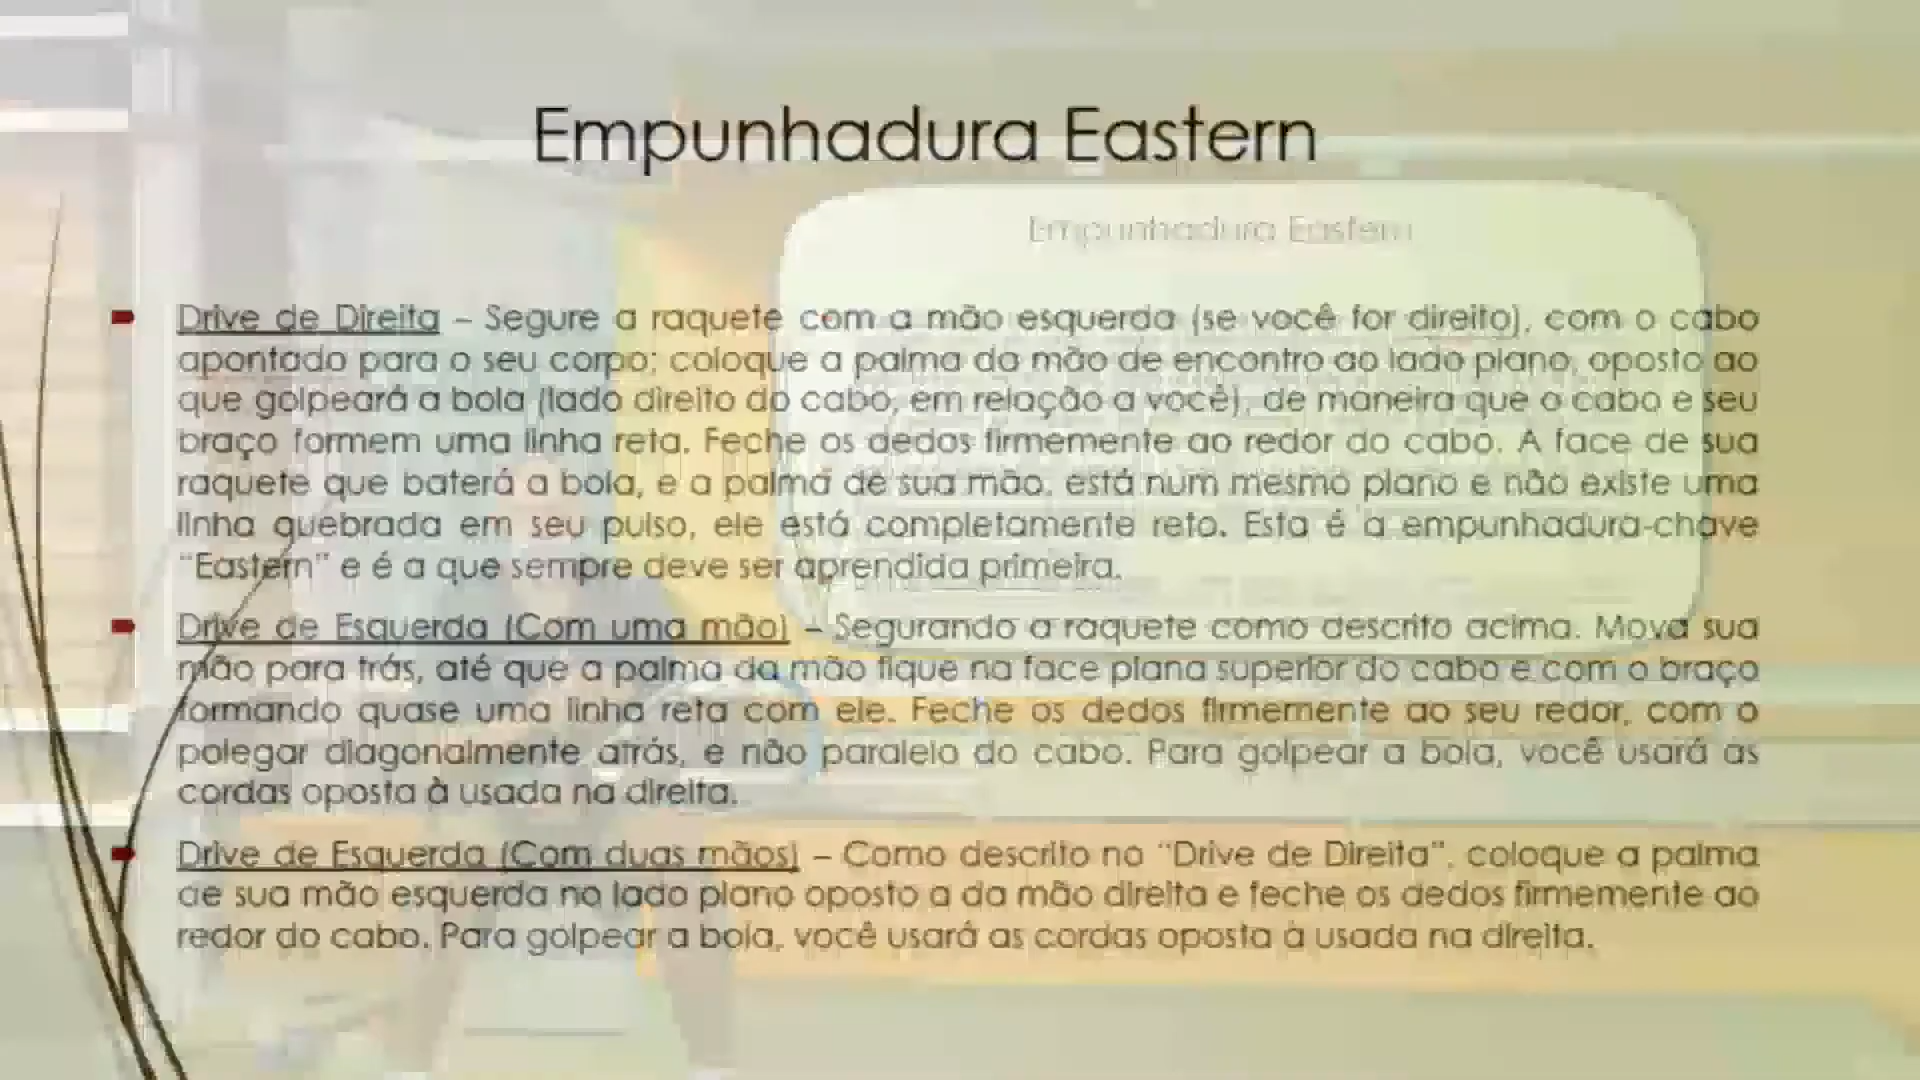 Empunhadura Eastern
Empunhadura Eastern
Drive de Direita – Segure a raquete com a mão esquerda (se você for direito), com o cabo
apontado para o seu corpo; coloque a palma da mão de encontro ao lado plano, oposto ao
que golpeará a bola (lado direito do cabo, em relação a você), de maneira que o cabo e seu
braço formem uma linha reta. Feche os dedos firmemente ao redor do cabo. A face de sua
raquete que baterá a bola, e a palma de sua mão, está num mesmo plano e não existe uma
linha quebrada em seu pulso, ele está completamente reto. Esta é a empunhadura-chave
"Eastern" e é a que sempre deve ser aprendida primeira.
Drive de Esquerda (Com uma mão) – Segurando a raquete como descrito acima. Mova sua
mão para trás, até que a palma da mão fique na face plana superior do cabo e com o braço
formando quase uma linha reta com ele. Feche os dedos firmemente ao seu redor, com o
polegar diagonalmente atrás, e não paralelo do cabo. Para golpear a bola, você usará as
cordas oposta à usada na direita.
Drive de Esquerda (Com duas mãos) – Como descrito no "Drive de Direita", coloque a palma
de sua mão esquerda no lado plano oposto a da mão direita e feche os dedos firmemente ao
redor do cabo. Para golpear a bola, você usará as cordas oposta à usada na direita.